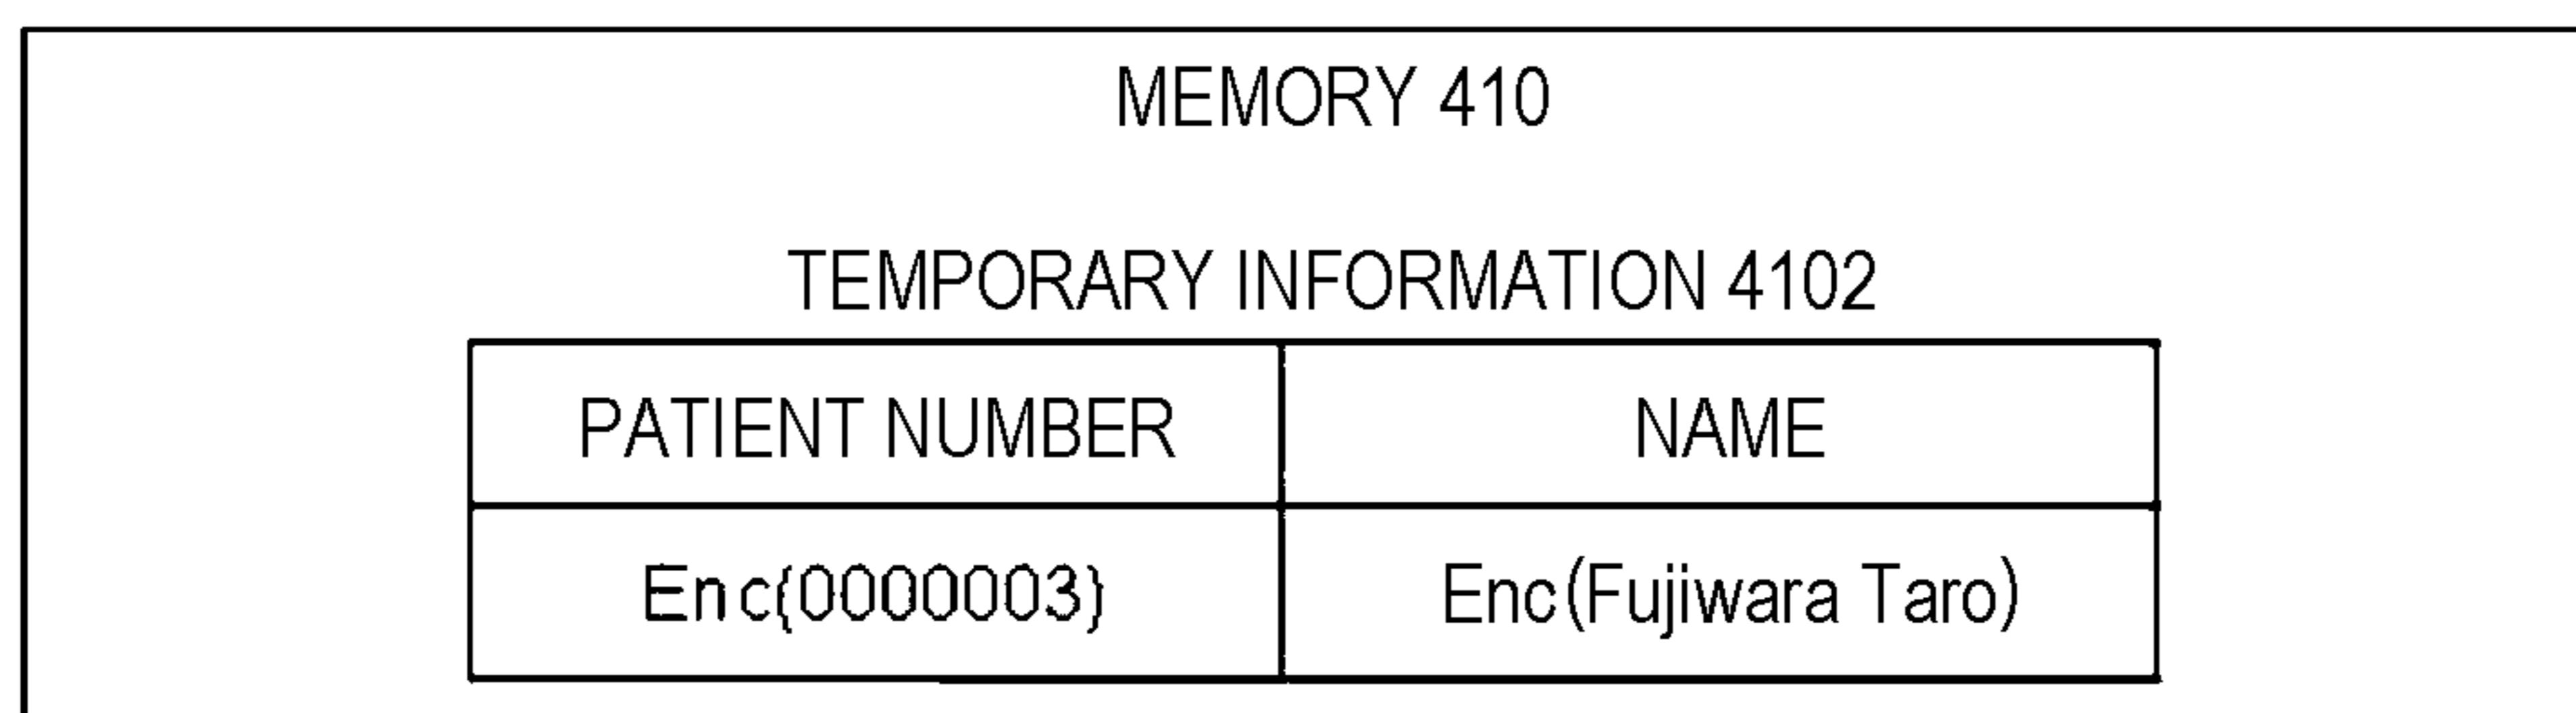 MEMORY 410
TEMPORARY INFORMATION 4102
PATIENT NUMBER NAME
Enc{0000003} Enc(Fujiwara Taro)